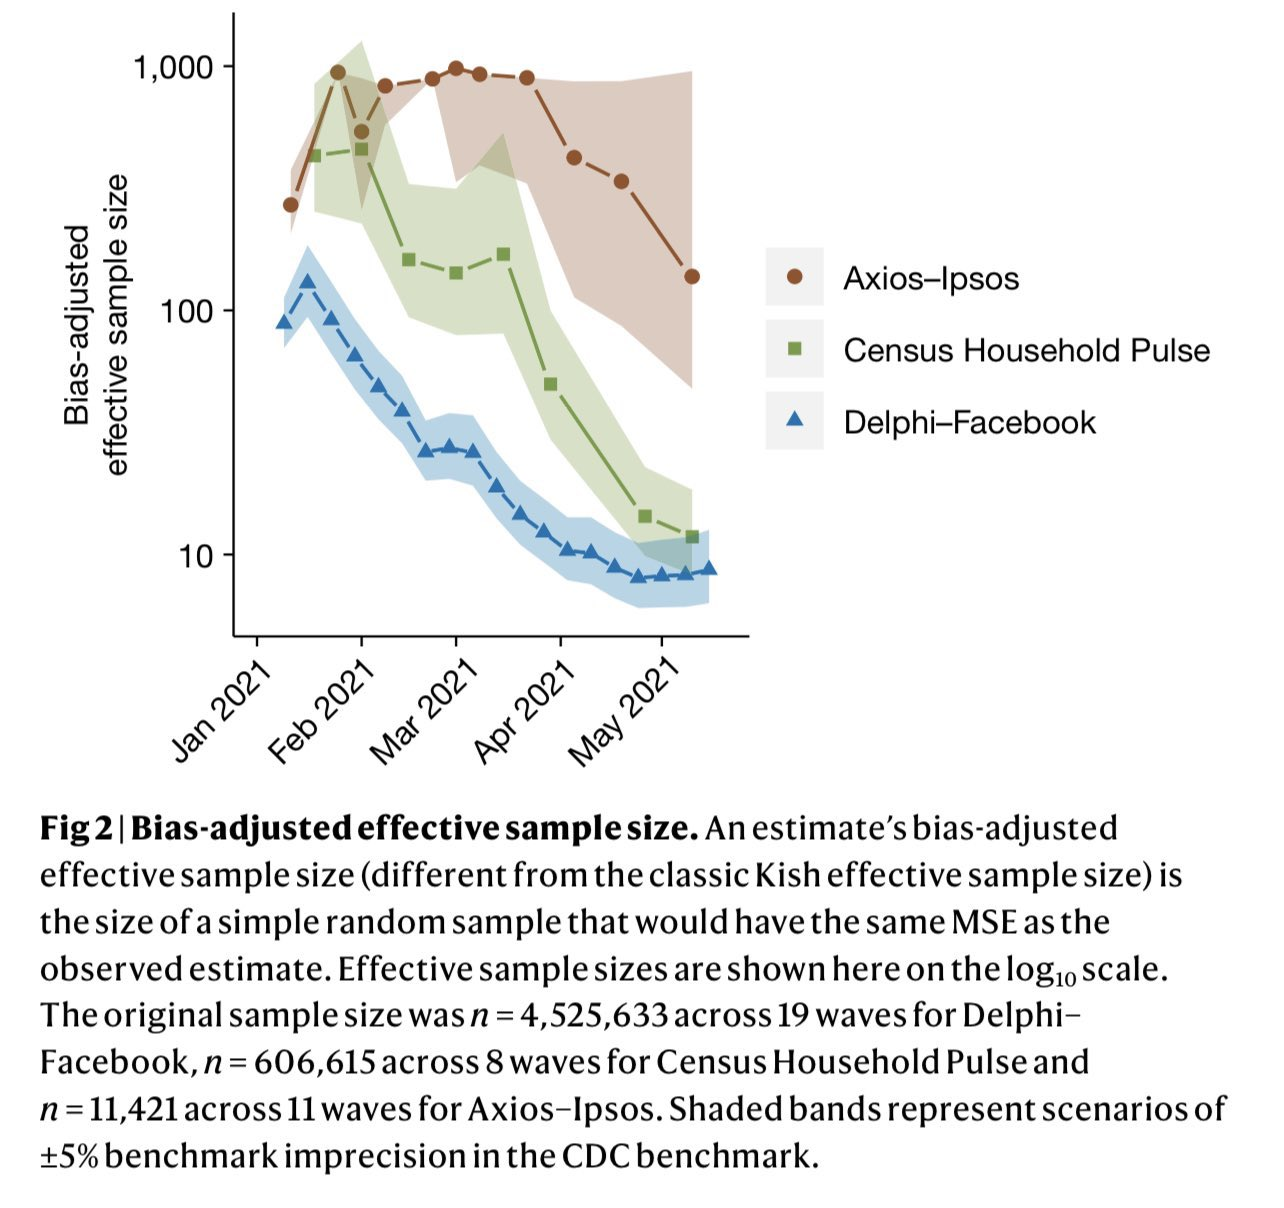 Bias-adjusted
effective sample size
1,000
100
10
Jan 2021
Feb 2021
Mar 2021
Apr 2021
May 2021
Axios–Ipsos
Census Household Pulse
Delphi–Facebook
Fig 2 | Bias-adjusted effective sample size. An estimate’s bias-adjusted
effective sample size (different from the classic Kish effective sample size) is
the size of a simple random sample that would have the same MSE as the
observed estimate. Effective sample sizes are shown here on the log₁₀ scale.
The original sample size was n = 4,525,633 across 19 waves for Delphi–
Facebook, n = 606,615 across 8 waves for Census Household Pulse and
n = 11,421 across 11 waves for Axios–Ipsos. Shaded bands represent scenarios of
±5% benchmark imprecision in the CDC benchmark.